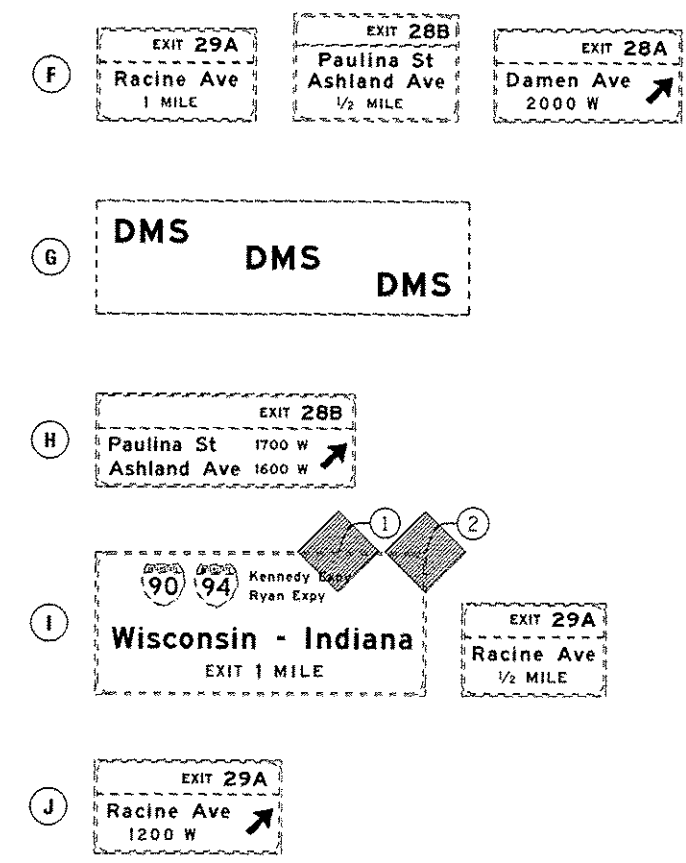 F
EXIT 29A
Racine Ave
1 MILE
EXIT 28B
Paulina St
Ashland Ave
1/2 MILE
EXIT 28A
Damen Ave
2000 W
G
DMS
DMS
DMS
H
EXIT 28B
Paulina St 1700 W
Ashland Ave 1600 W
1
2
I
90 94 Kennedy Expy
Ryan Expy
Wisconsin - Indiana
EXIT 1 MILE
EXIT 29A
Racine Ave
1/2 MILE
J
EXIT 29A
Racine Ave
1200 W